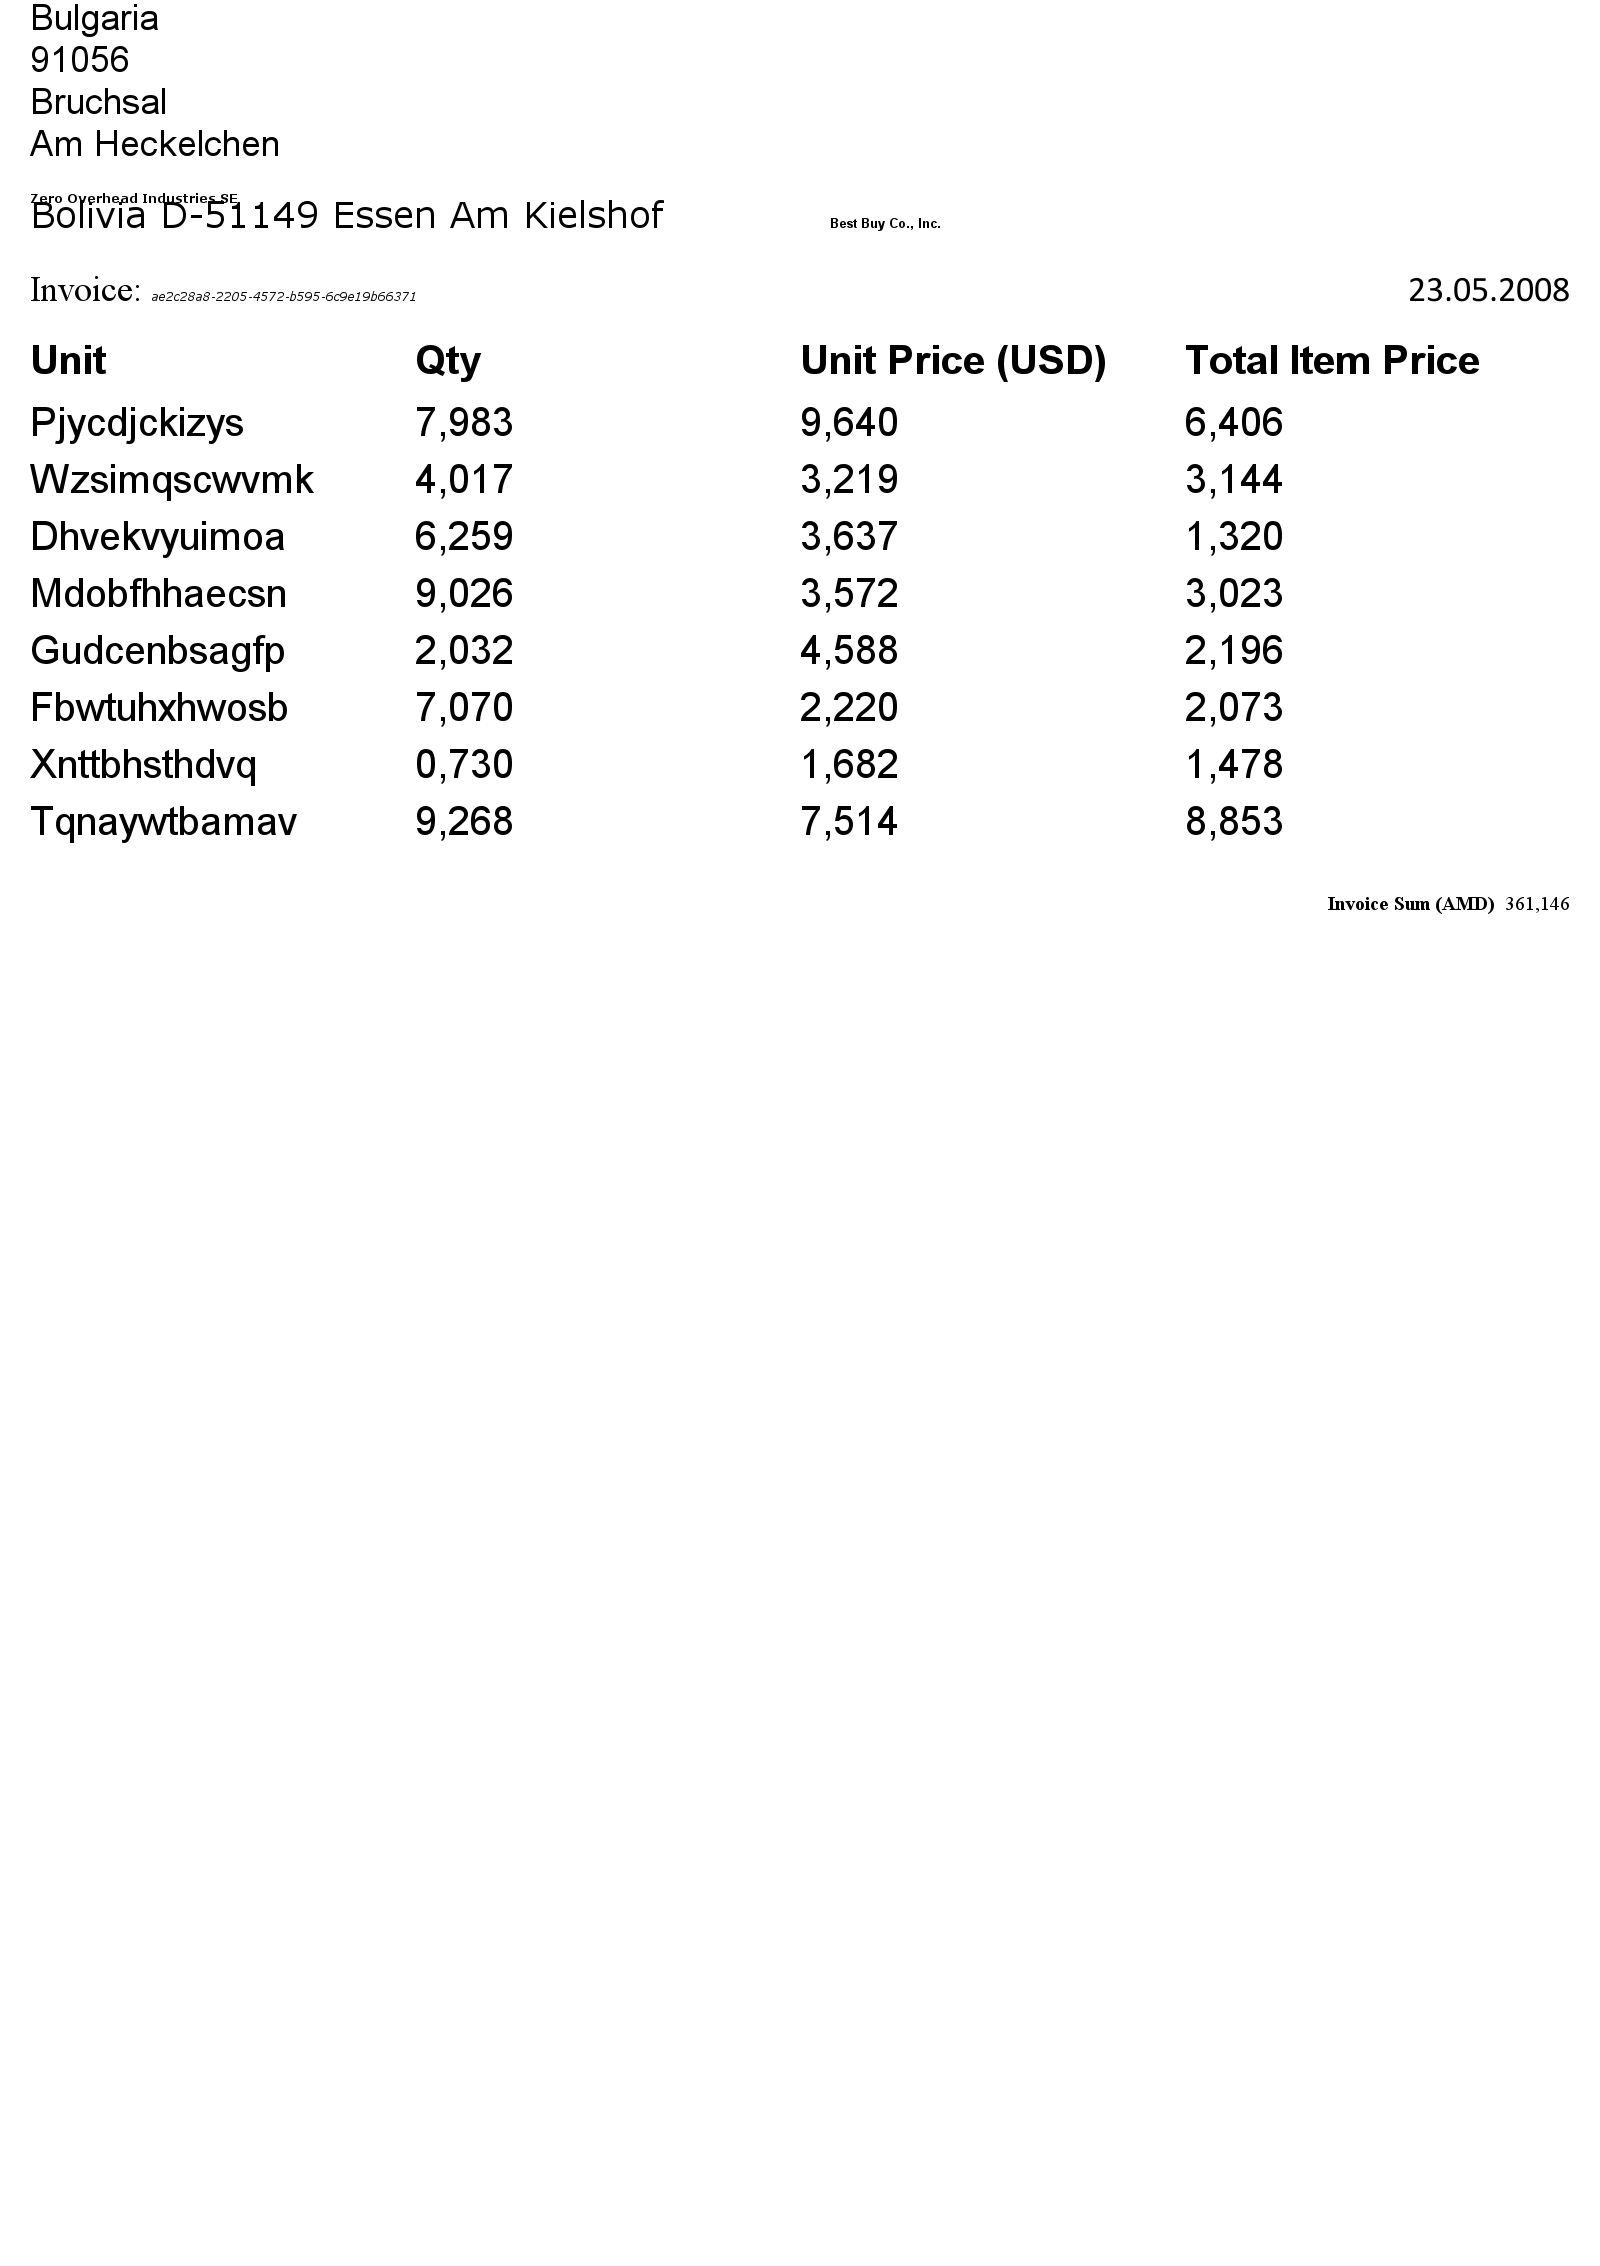 Bulgaria
91056
Bruchsal
Am Heckelchen
Zero Overhead Industries SE
Bolivia D-51149 Essen Am Kielshof
Best Buy Co., Inc.
Invoice: ae2c28a8-2205-4572-b595-6c9e19b66371 23.05.2008
Unit Qty Unit Price (USD) Total Item Price
Pjycdjckizys 7,983 9,640 6,406
Wzsimqscwvmk 4,017 3,219 3,144
Dhvekvyuimoa 6,259 3,637 1,320
Mdobfhhaecsn 9,026 3,572 3,023
Gudcenbsagfp 2,032 4,588 2,196
Fbwtuhxhwosb 7,070 2,220 2,073
Xnttbhsthdvq 0,730 1,682 1,478
Tqnaywtbamav 9,268 7,514 8,853
Invoice Sum (AMD) 361,146